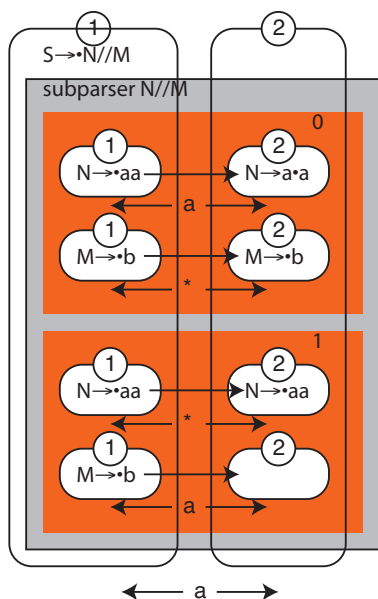 1 2
S→•N//M
subparser N//M
0
1 2
N→•aa N→a•a
a
1 2
M→•b M→•b
*
1
1 2
N→•aa N→•aa
*
1 2
M→•b
a
a